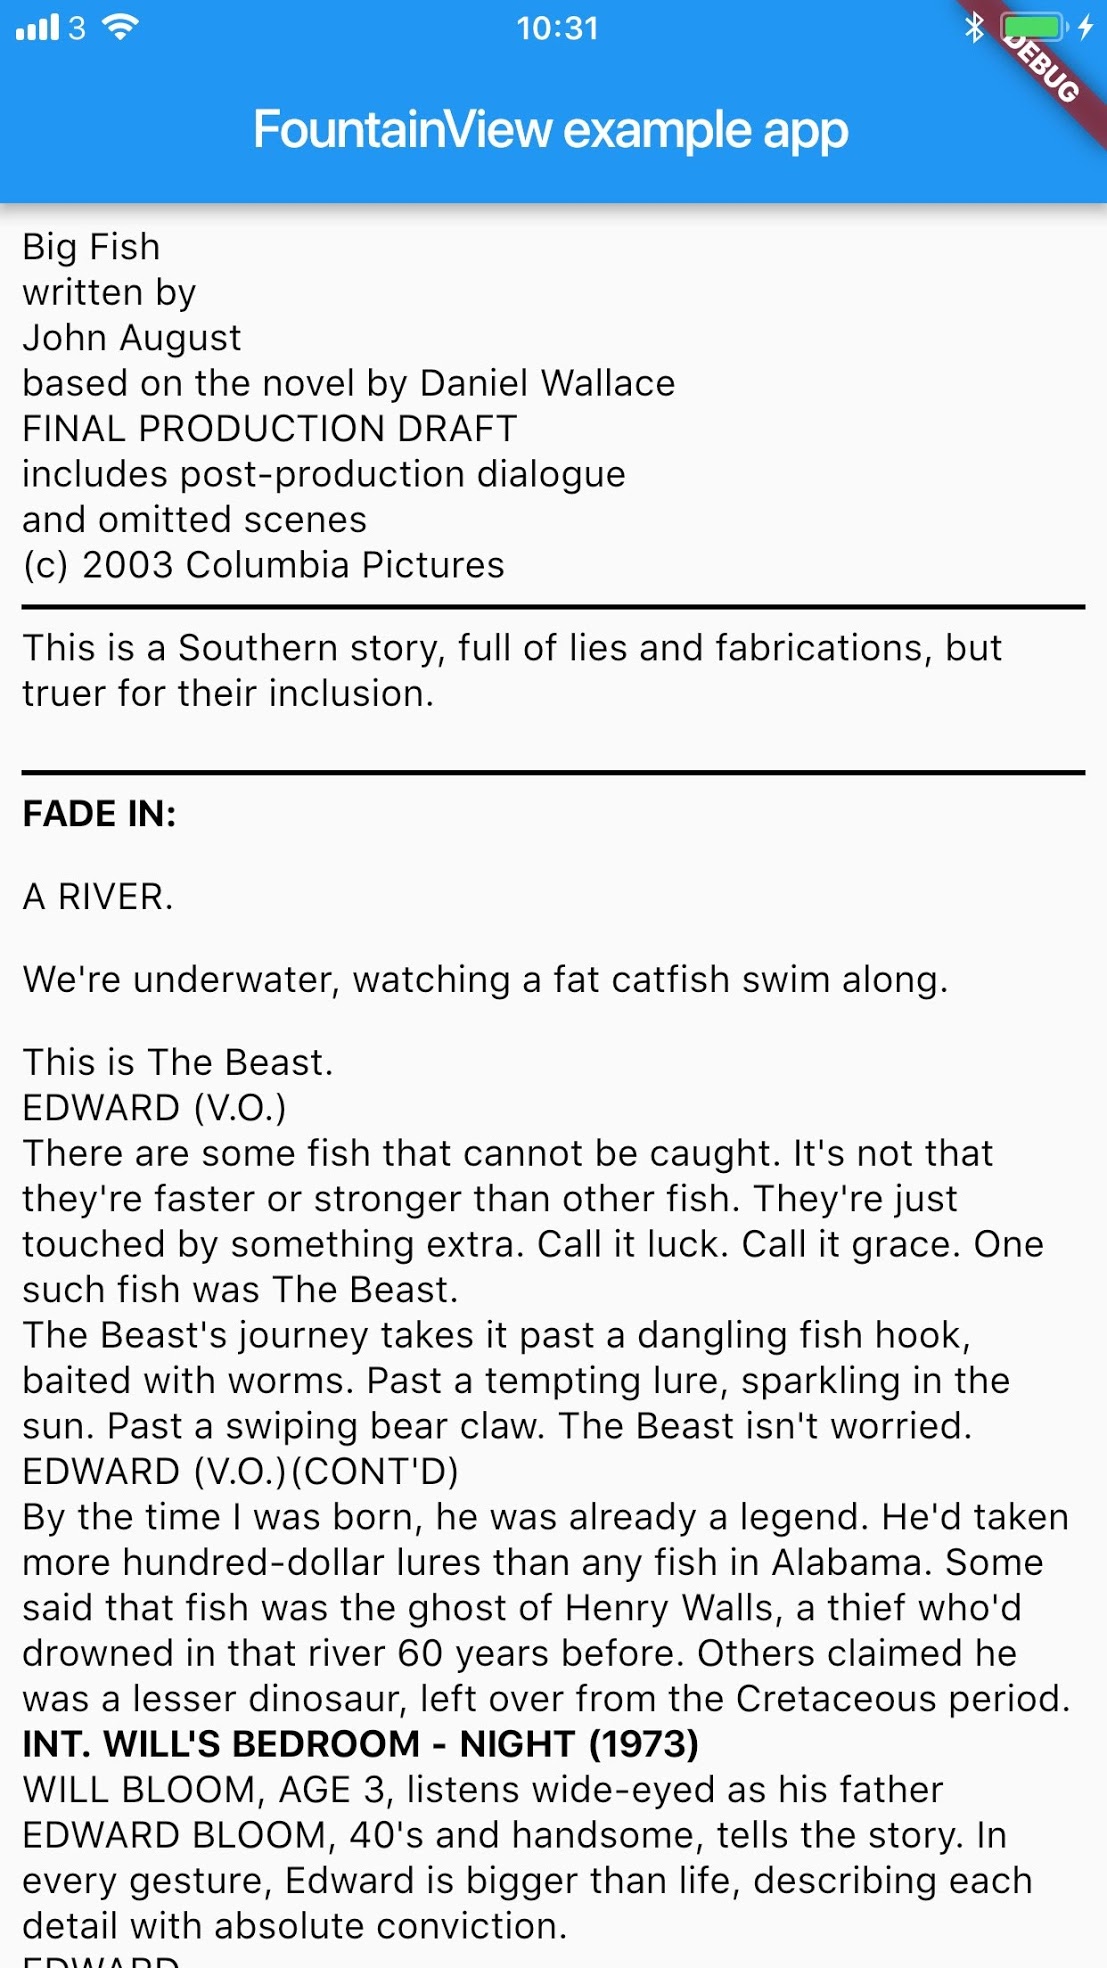 3
10:31
DEBUG
FountainView example app
Big Fish
written by
John August
based on the novel by Daniel Wallace
FINAL PRODUCTION DRAFT
includes post-production dialogue
and omitted scenes
(c) 2003 Columbia Pictures
This is a Southern story, full of lies and fabrications, but
truer for their inclusion.
FADE IN:
A RIVER.
We're underwater, watching a fat catfish swim along.
This is The Beast.
EDWARD (V.O.)
There are some fish that cannot be caught. It's not that
they're faster or stronger than other fish. They're just
touched by something extra. Call it luck. Call it grace. One
such fish was The Beast.
The Beast's journey takes it past a dangling fish hook,
baited with worms. Past a tempting lure, sparkling in the
sun. Past a swiping bear claw. The Beast isn't worried.
EDWARD (V.O.)(CONT'D)
By the time I was born, he was already a legend. He'd taken
more hundred-dollar lures than any fish in Alabama. Some
said that fish was the ghost of Henry Walls, a thief who'd
drowned in that river 60 years before. Others claimed he
was a lesser dinosaur, left over from the Cretaceous period.
INT. WILL'S BEDROOM - NIGHT (1973)
WILL BLOOM, AGE 3, listens wide-eyed as his father
EDWARD BLOOM, 40's and handsome, tells the story. In
every gesture, Edward is bigger than life, describing each
detail with absolute conviction.
EDWARD